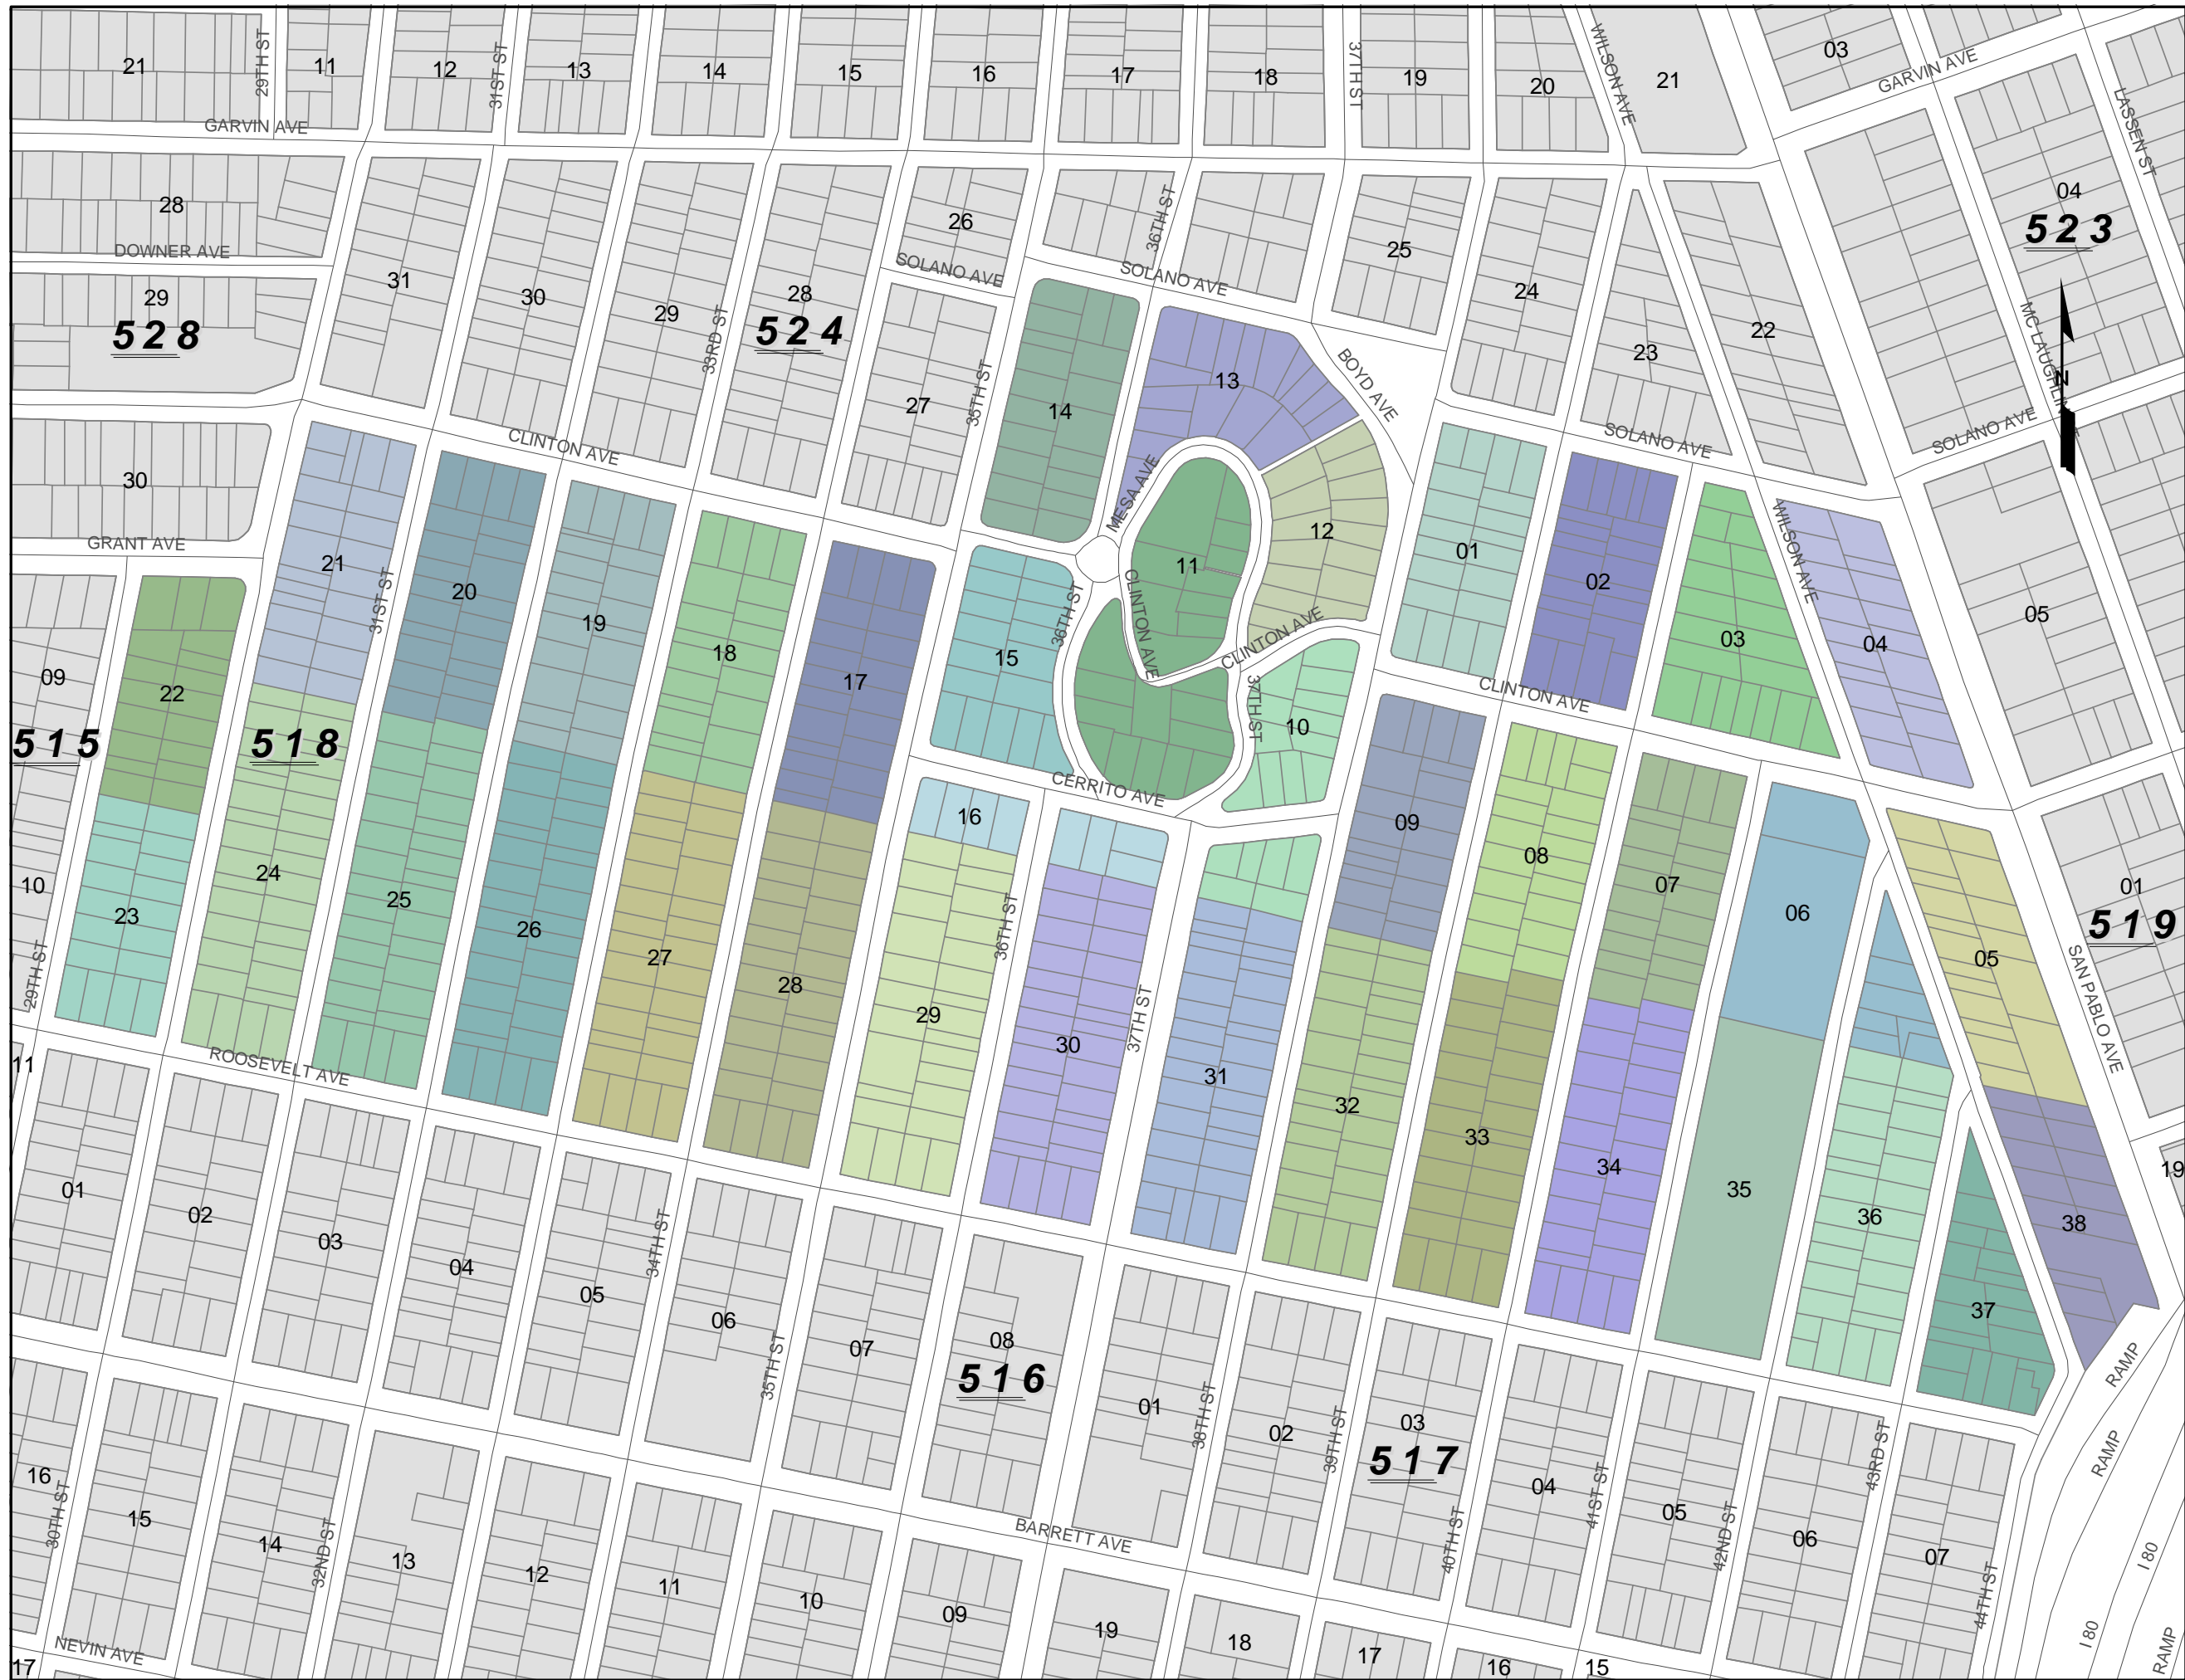 21
29TH ST
11
12
31ST ST
13
14
15
16
17
18
37TH ST
19
20
WILSON AVE
21
03
GARVIN AVE
LASSEN ST
GARVIN AVE
28
DOWNER AVE
29
528
31
30
29
33RD ST
28
524
26
SOLANO AVE
27
35TH ST
36TH ST
SOLANO AVE
25
24
23
22
04
523
MC LAUGHLIN
N
SOLANO AVE
30
GRANT AVE
CLINTON AVE
14
13
BOYD AVE
MESA AVE
12
11
SOLANO AVE
01
02
03
WILSON AVE
04
05
09
515
22
21
31ST ST
20
19
18
17
15
36TH ST
CLINTON AVE
CLINTON AVE
37TH ST
10
CLINTON AVE
518
10
23
24
25
26
27
28
16
CERRITO AVE
09
08
07
06
05
01
519
SAN PABLO AVE
29TH ST
11
ROOSEVELT AVE
29
36TH ST
30
37TH ST
31
32
33
34
35
36
37
38
19
01
02
03
04
05
34TH ST
06
35TH ST
07
08
516
01
38TH ST
02
39TH ST
03
517
40TH ST
04
41ST ST
05
42ND ST
06
43RD ST
07
44TH ST
RAMP
RAMP
I 80
I 80
RAMP
16
30TH ST
15
14
32ND ST
13
12
11
10
09
BARRETT AVE
19
18
17
16
15
NEVIN AVE
17